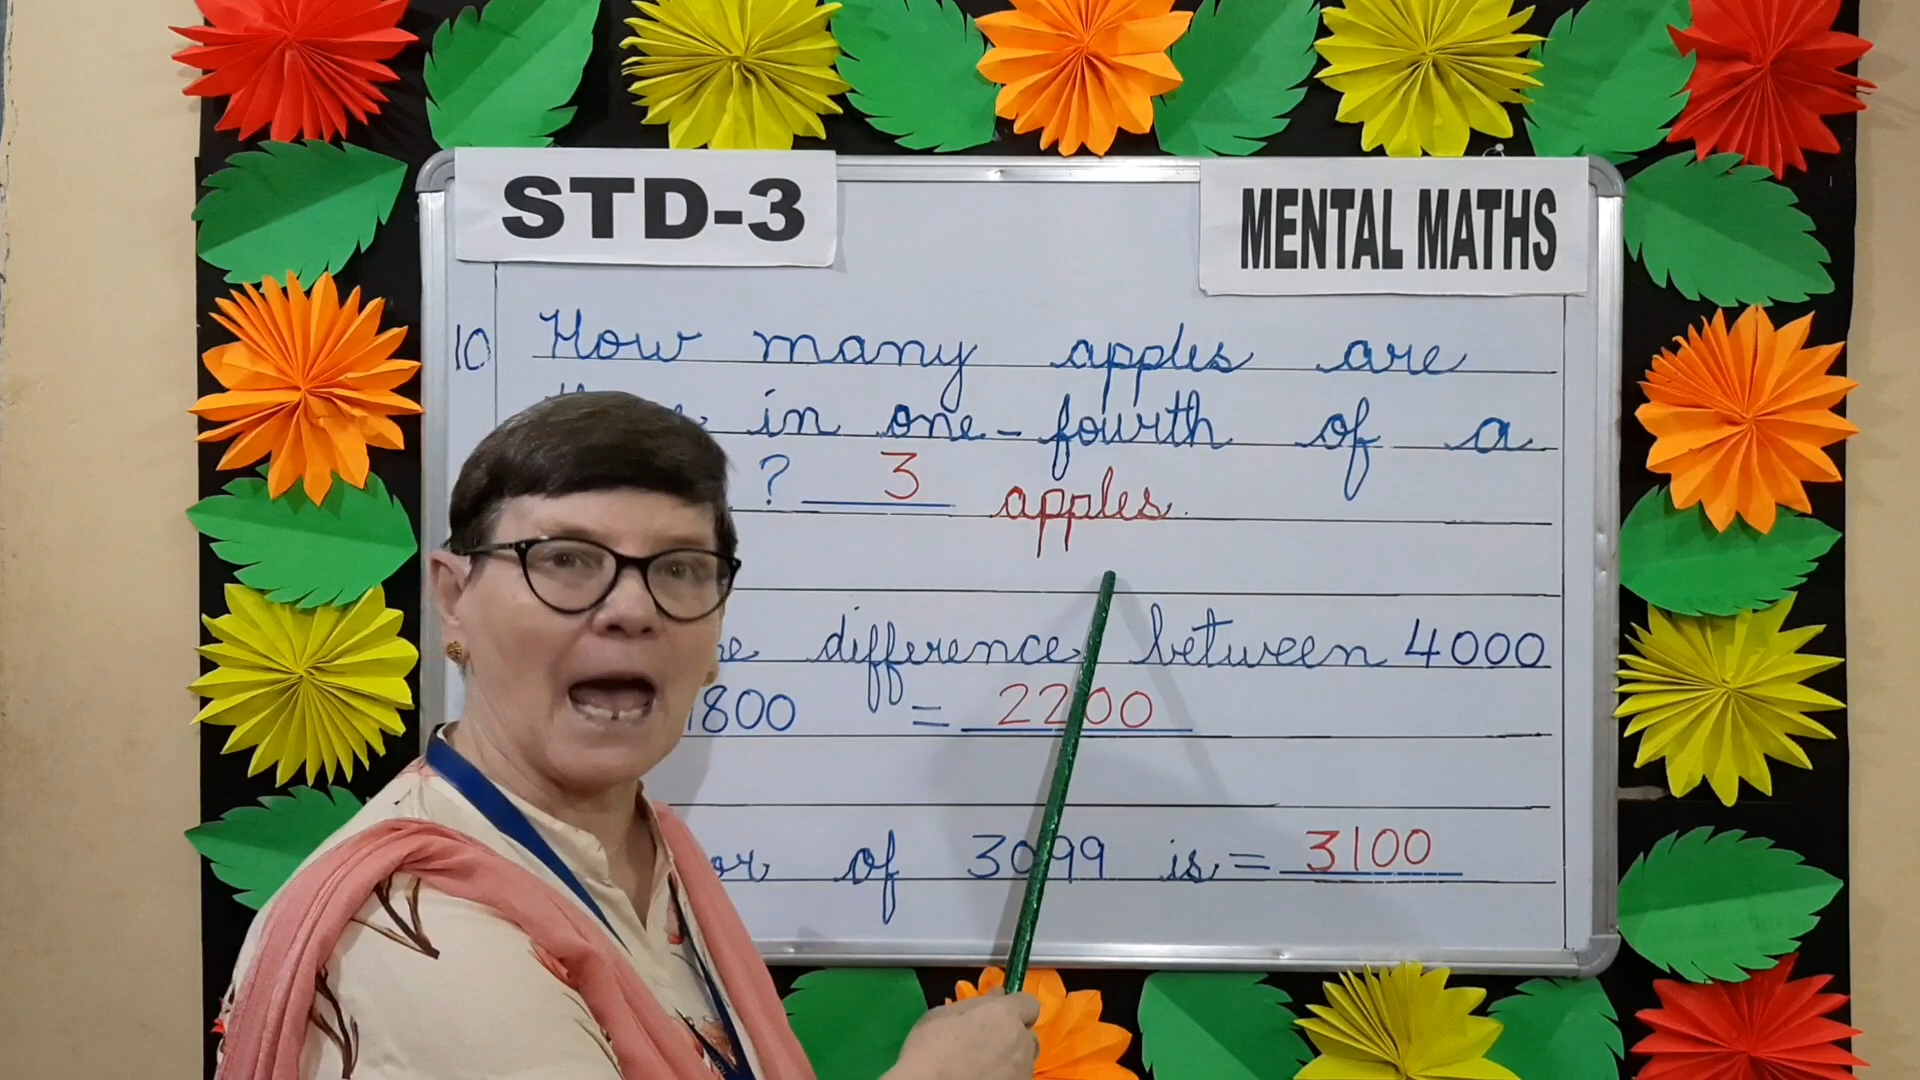 STD-3
MENTAL MATHS
10 How many apples are
in one-fourth of a
? 3 apples.
difference between 4000
1800 = 2200
of 3099 is = 3100